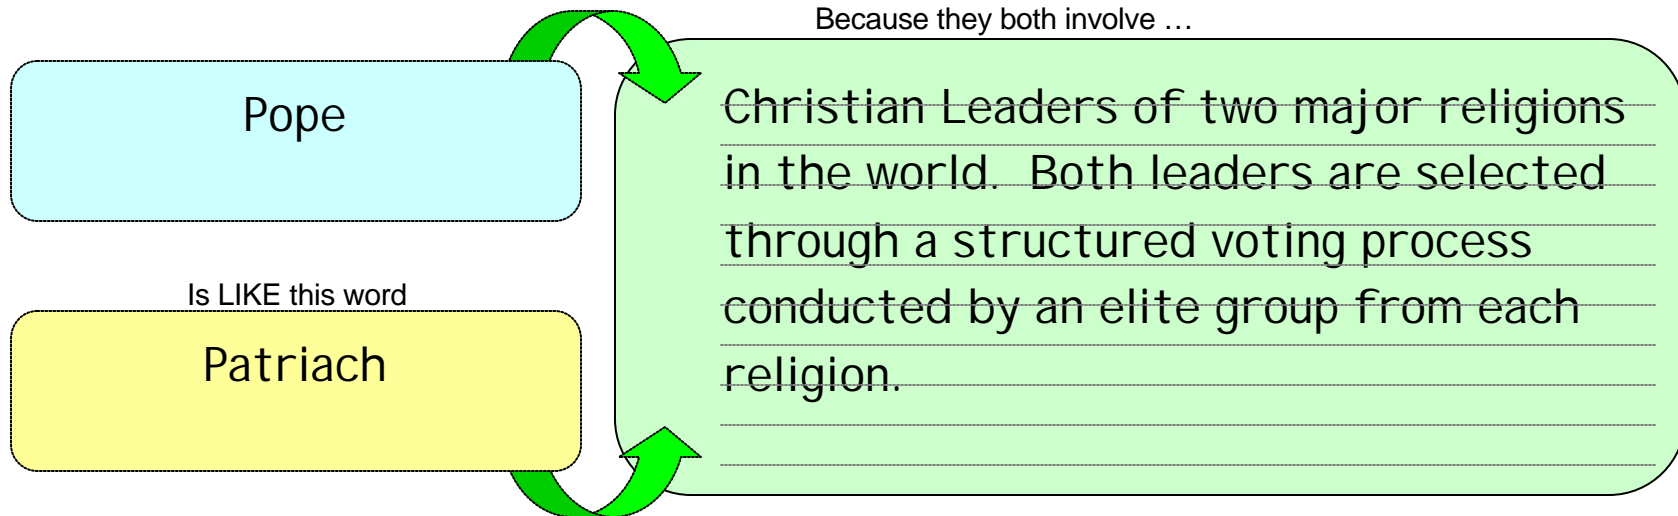 Because they both involve …
Pope
Is LIKE this word
Patriach
Christian Leaders of two major religions
in the world. Both leaders are selected
through a structured voting process
conducted by an elite group from each
religion.